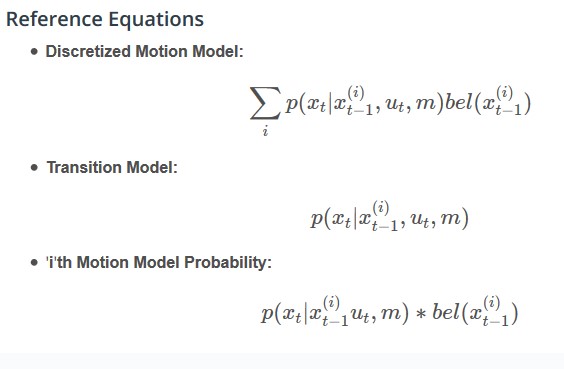 Reference Equations
• Discretized Motion Model:
\sum_{i} p(x_t|x_{t-1}^{(i)}, u_t, m)bel(x_{t-1}^{(i)})
• Transition Model:
p(x_t|x_{t-1}^{(i)}, u_t, m)
• 'i'th Motion Model Probability:
p(x_t|x_{t-1}^{(i)}u_t, m) * bel(x_{t-1}^{(i)})